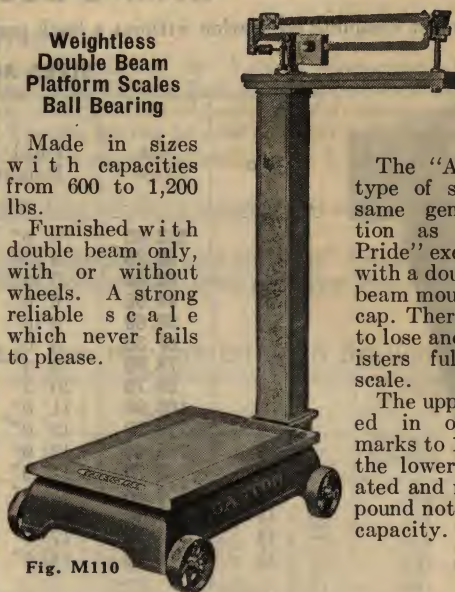 Weightless
Double Beam
Platform Scales
Ball Bearing
Made in sizes
with capacities
from 600 to 1,200
lbs.
Furnished with
double beam only,
with or without
wheels. A strong
reliable scale
which never fails
to please.
Fig. M110
The "A
type of s
same gen
tion as
Pride" exc
with a dou
beam mou
cap. Ther
to lose and
isters ful
scale.
The upp
ed in o
marks to
the lower
ated and
pound not
capacity.